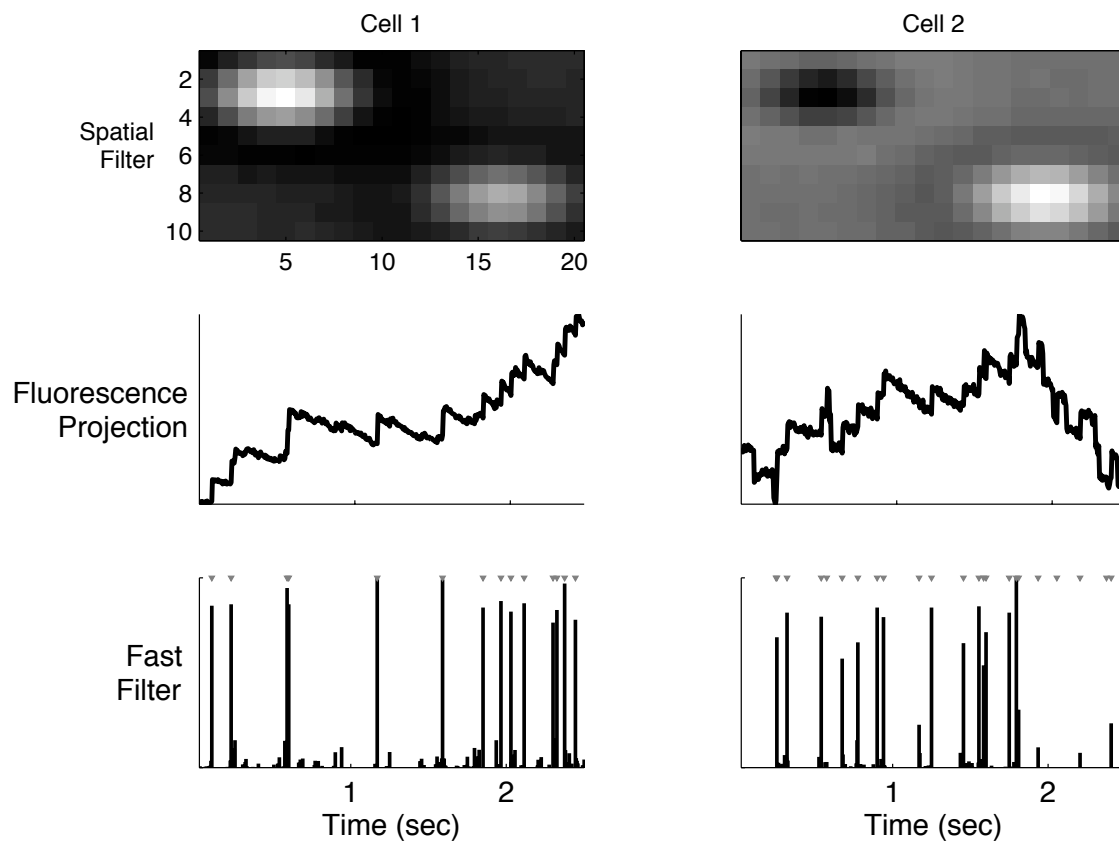 Cell 1
Cell 2
Spatial
Filter
2
4
6
8
10
5
10
15
20
Fluorescence
Projection
Fast
Filter
1
2
Time (sec)
1
2
Time (sec)